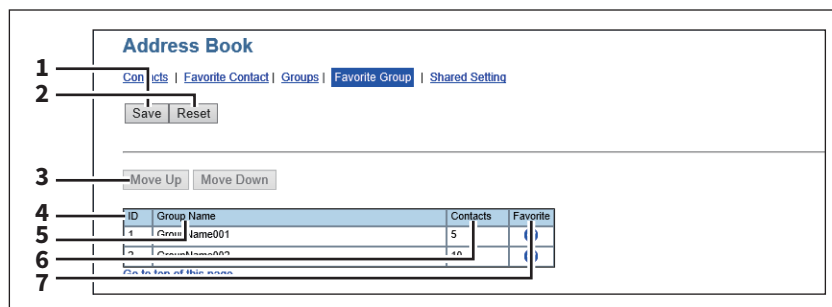 Address Book
Contacts | Favorite Contact | Groups | Favorite Group | Shared Setting
1
2
Save Reset
3
Move Up Move Down
4
ID Group Name Contacts Favorite
5
1 GroupName001 5
6
2 GroupName002 10
7
Go to top of this page